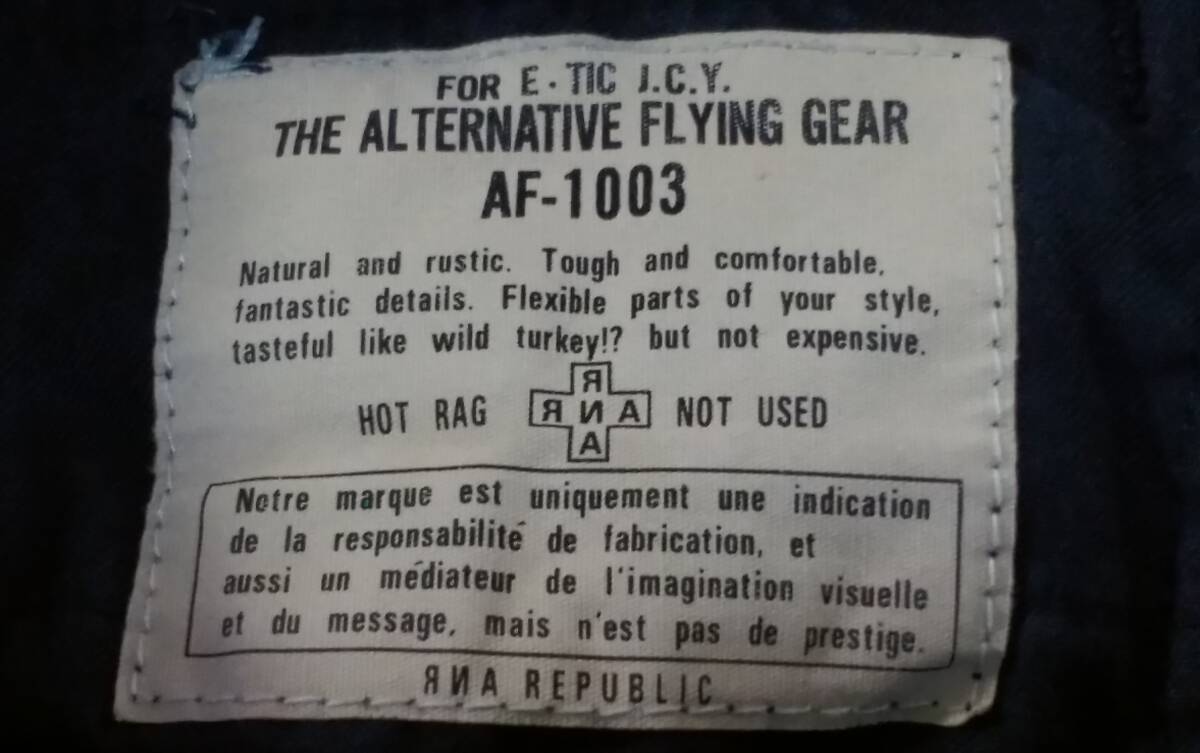 FOR E·TIC J.C.Y.
THE ALTERNATIVE FLYING GEAR
AF-1003
Natural and rustic. Tough and comfortable,
fantastic details. Flexible parts of your style,
tasteful like wild turkey!? but not expensive.
Я
HOT RAG ЯИA NOT USED
A
Notre marque est uniquement une indication
de la responsabilité de fabrication, et
aussi un médiateur de l'imagination visuelle
et du message, mais n'est pas de prestige.
ЯИA REPUBLIC